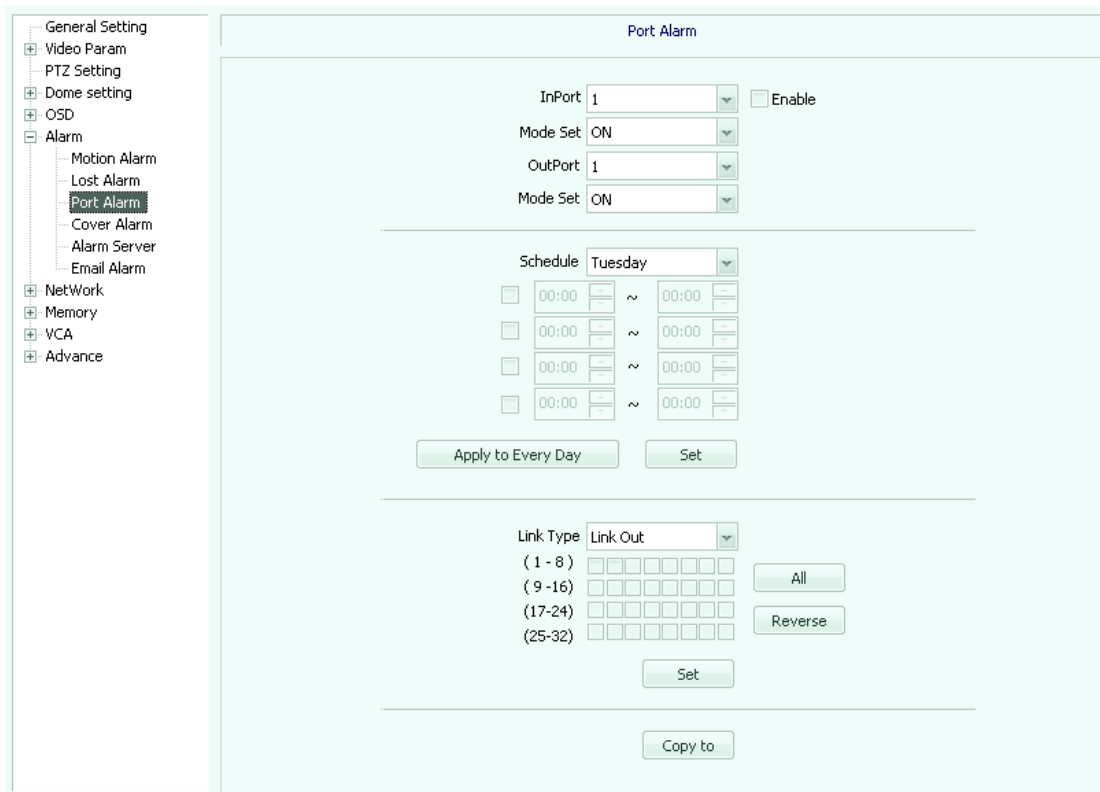 General Setting
Video Param
PTZ Setting
Dome setting
OSD
Alarm
Motion Alarm
Lost Alarm
Port Alarm
Cover Alarm
Alarm Server
Email Alarm
NetWork
Memory
VCA
Advance
Port Alarm
InPort 1 Enable
Mode Set ON
OutPort 1
Mode Set ON
Schedule Tuesday
00:00 ~ 00:00
00:00 ~ 00:00
00:00 ~ 00:00
00:00 ~ 00:00
Apply to Every Day Set
Link Type Link Out
( 1 - 8 )
All
( 9 -16)
(17-24)
Reverse
(25-32)
Set
Copy to